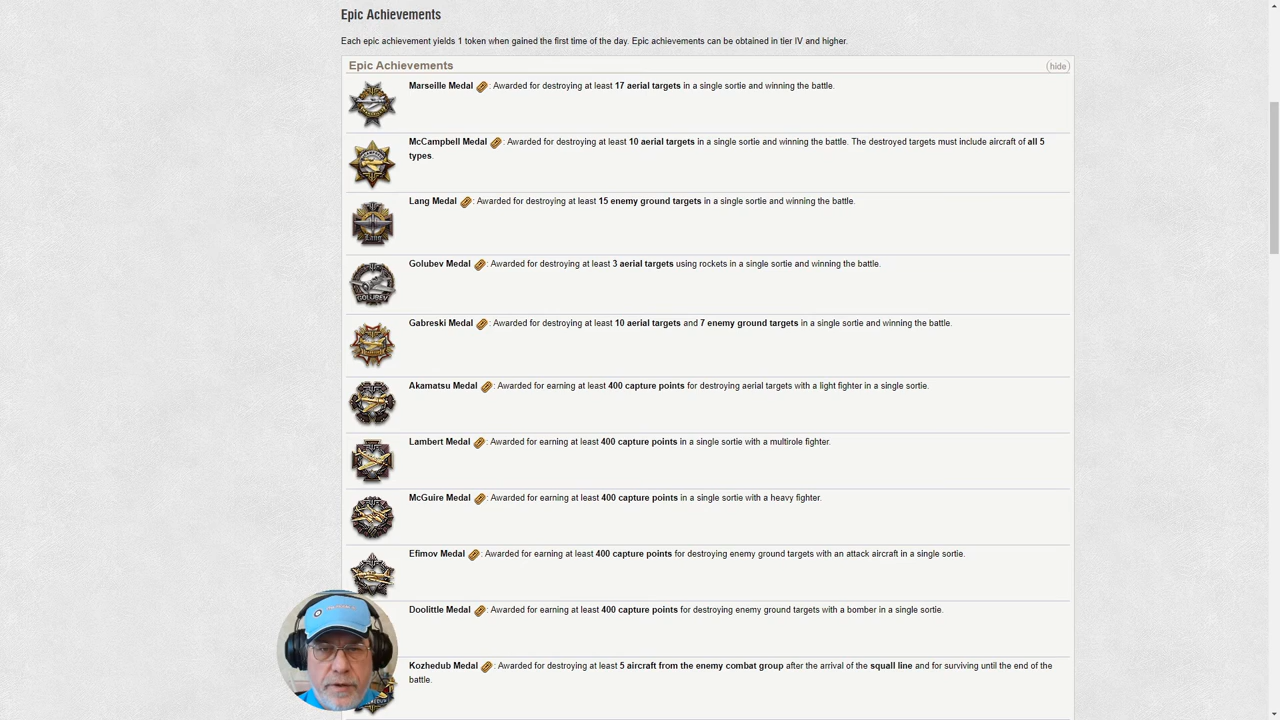 Epic Achievements
Each epic achievement yields 1 token when gained the first time of the day. Epic achievements can be obtained in tier IV and higher.
Epic Achievements
(hide)
Marseille Medal : Awarded for destroying at least 17 aerial targets in a single sortie and winning the battle.
McCampbell Medal : Awarded for destroying at least 10 aerial targets in a single sortie and winning the battle. The destroyed targets must include aircraft of all 5
types.
Lang Medal : Awarded for destroying at least 15 enemy ground targets in a single sortie and winning the battle.
Golubev Medal : Awarded for destroying at least 3 aerial targets using rockets in a single sortie and winning the battle.
GOLUBEV
Gabreski Medal : Awarded for destroying at least 10 aerial targets and 7 enemy ground targets in a single sortie and winning the battle.
Akamatsu Medal : Awarded for earning at least 400 capture points for destroying aerial targets with a light fighter in a single sortie.
Lambert Medal : Awarded for earning at least 400 capture points in a single sortie with a multirole fighter.
McGuire Medal : Awarded for earning at least 400 capture points in a single sortie with a heavy fighter.
Efimov Medal : Awarded for earning at least 400 capture points for destroying enemy ground targets with an attack aircraft in a single sortie.
Doolittle Medal : Awarded for earning at least 400 capture points for destroying enemy ground targets with a bomber in a single sortie.
Kozhedub Medal : Awarded for destroying at least 5 aircraft from the enemy combat group after the arrival of the squall line and for surviving until the end of the
battle.